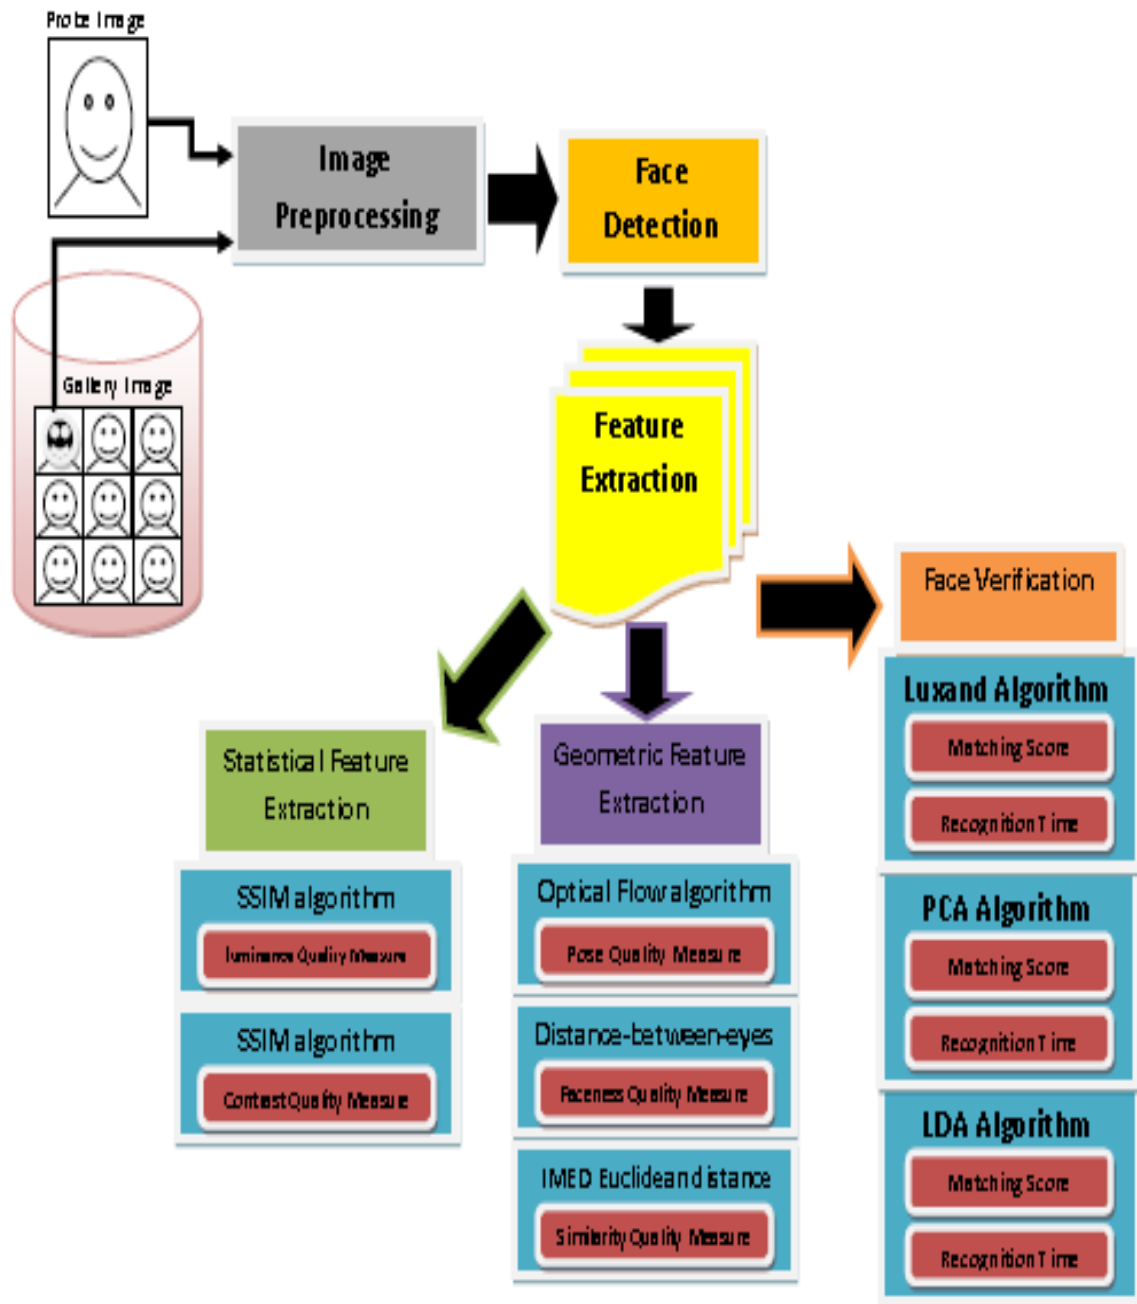 Probe Image
Image
Preprocessing
Face
Detection
Gallery Image
Feature
Extraction
Face Verification
Luxand Algorithm
Matching Score
Recognition Time
PCA Algorithm
Matching Score
Recognition Time
LDA Algorithm
Matching Score
Recognition Time
Statistical Feature
Extraction
SSIM algorithm
luminance Quality Measure
SSIM algorithm
Contrast Quality Measure
Geometric Feature
Extraction
Optical Flow algorithm
Pose Quality Measure
Distance-between-eyes
Faceness Quality Measure
IMED Euclidean distance
Similarity Quality Measure